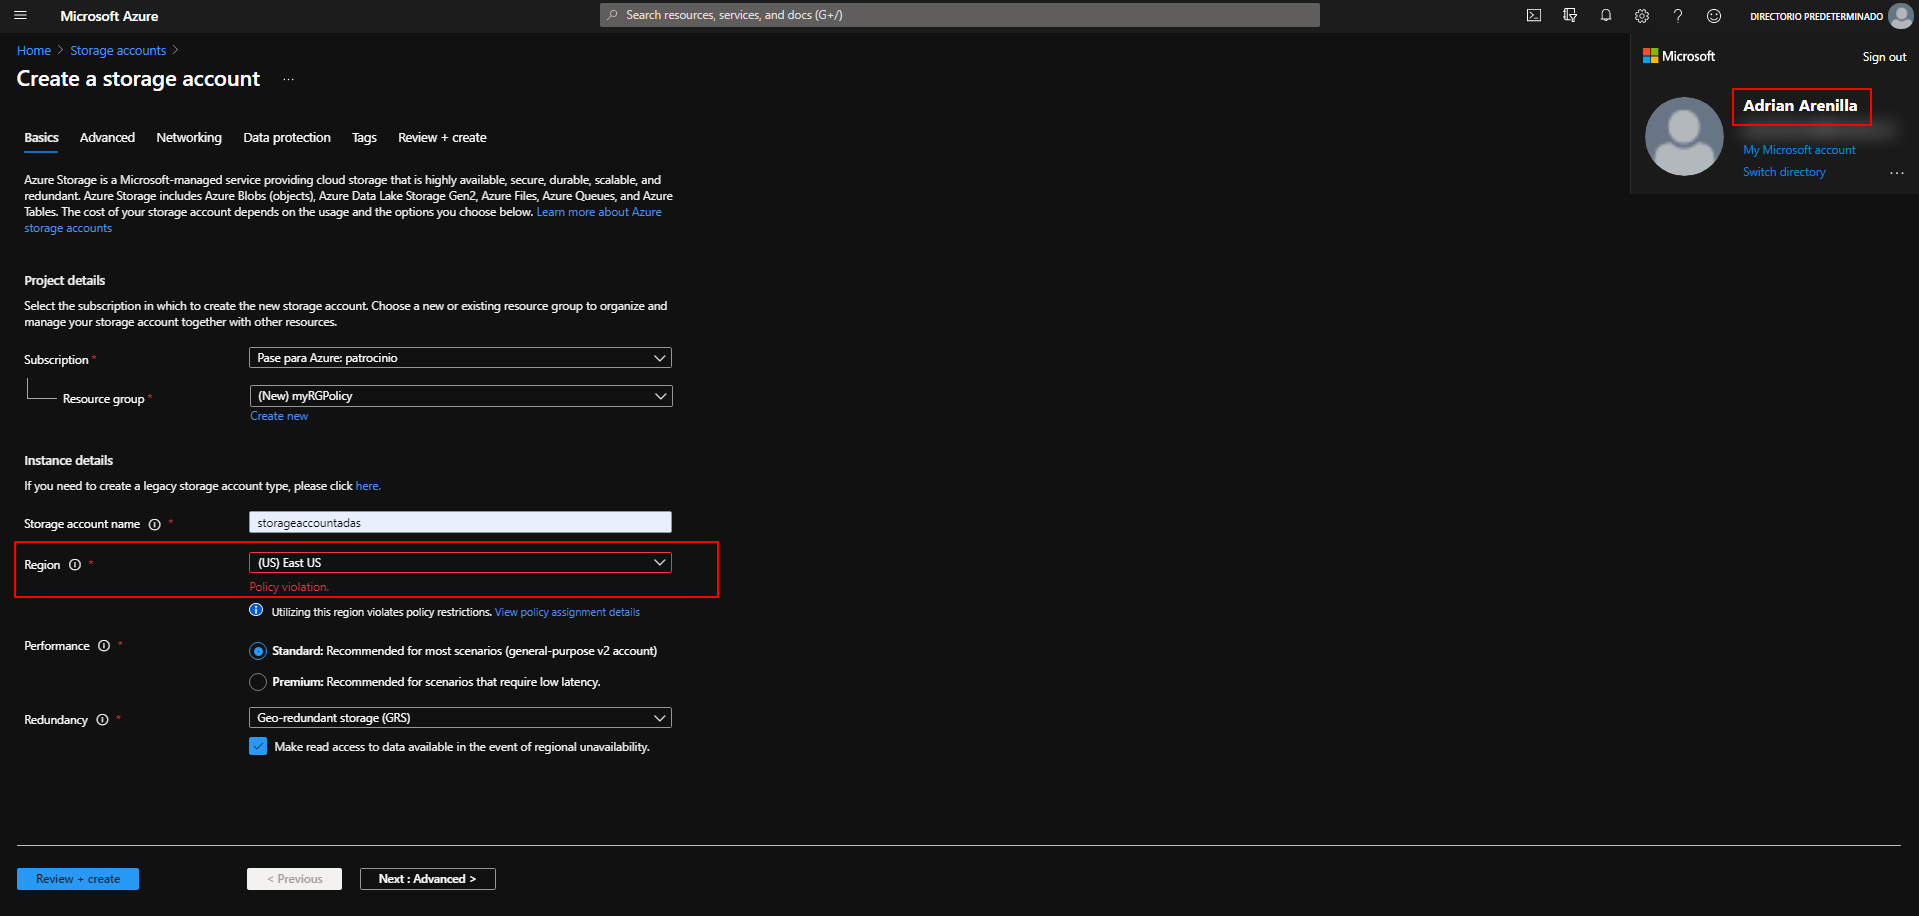 Microsoft Azure
Search resources, services, and docs (G+/)
DIRECTORIO PREDETERMINADO
Home > Storage accounts >
Create a storage account ...
Microsoft
Sign out
Adrian Arenilla
My Microsoft account
Switch directory
...
Basics Advanced Networking Data protection Tags Review + create
Azure Storage is a Microsoft-managed service providing cloud storage that is highly available, secure, durable, scalable, and
redundant. Azure Storage includes Azure Blobs (objects), Azure Data Lake Storage Gen2, Azure Files, Azure Queues, and Azure
Tables. The cost of your storage account depends on the usage and the options you choose below. Learn more about Azure
storage accounts
Project details
Select the subscription in which to create the new storage account. Choose a new or existing resource group to organize and
manage your storage account together with other resources.
Subscription *
Pase para Azure: patrocinio
Resource group *
(New) myRGPolicy
Create new
Instance details
If you need to create a legacy storage account type, please click here.
Storage account name *
storageaccountadas
Region *
(US) East US
Policy violation.
Utilizing this region violates policy restrictions. View policy assignment details
Performance *
Standard: Recommended for most scenarios (general-purpose v2 account)
Premium: Recommended for scenarios that require low latency.
Redundancy *
Geo-redundant storage (GRS)
Make read access to data available in the event of regional unavailability.
Review + create
< Previous
Next : Advanced >